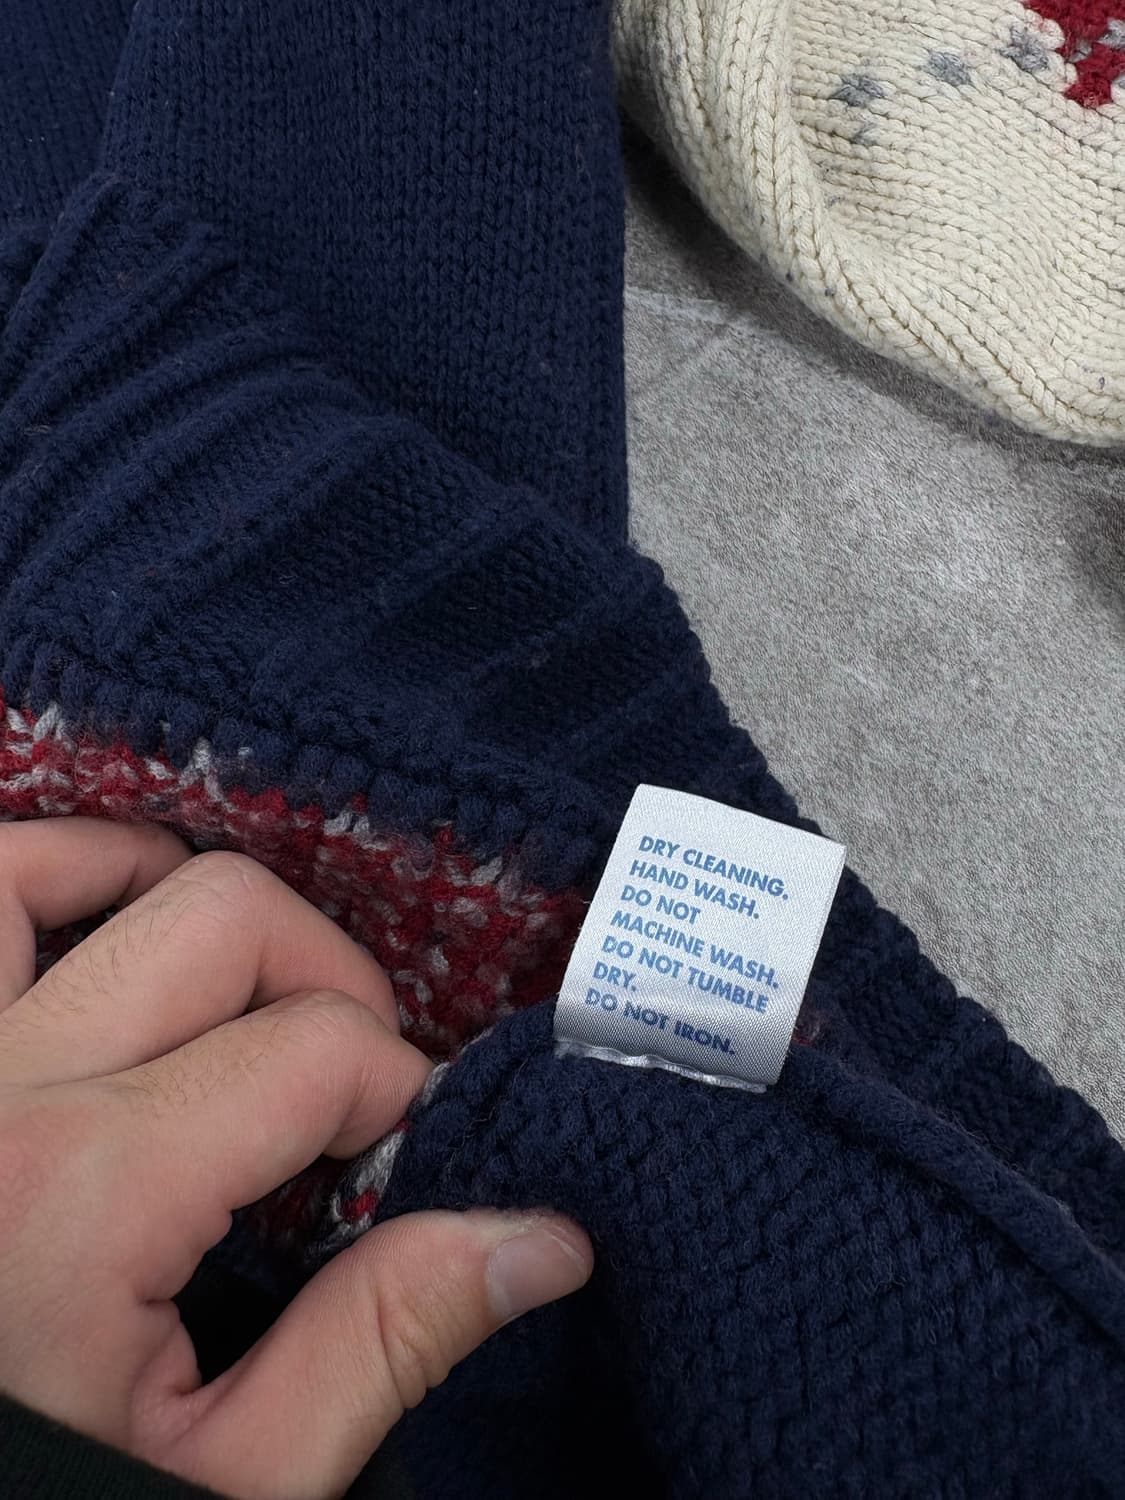 DRY CLEANING.
HAND WASH.
DO NOT
MACHINE WASH.
DO NOT TUMBLE
DRY.
DO NOT IRON.